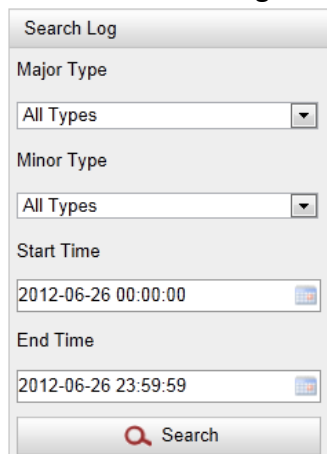 Search Log
Major Type
All Types
Minor Type
All Types
Start Time
2012-06-26 00:00:00
End Time
2012-06-26 23:59:59
Search